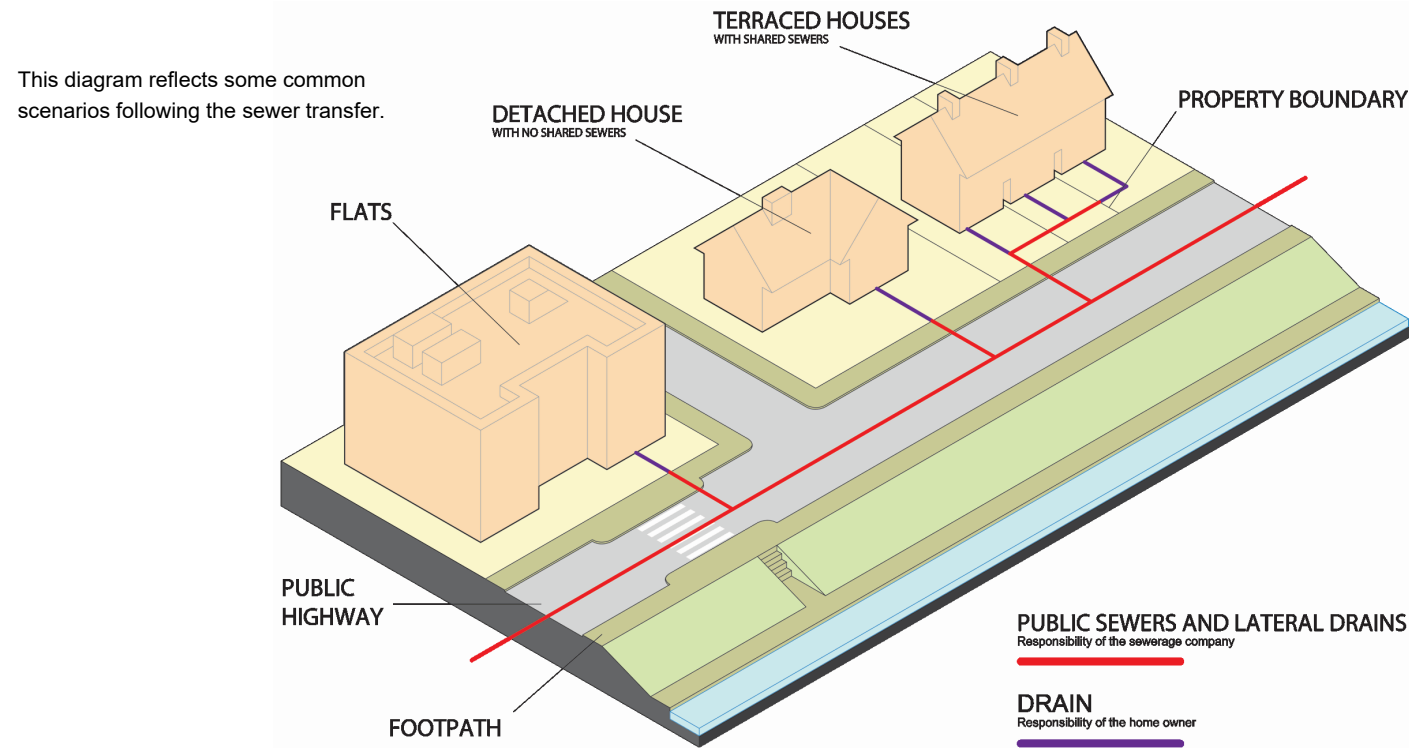 This diagram reflects some common
scenarios following the sewer transfer.
TERRACED HOUSES
WITH SHARED SEWERS
DETACHED HOUSE
WITH NO SHARED SEWERS
PROPERTY BOUNDARY
FLATS
PUBLIC
HIGHWAY
FOOTPATH
PUBLIC SEWERS AND LATERAL DRAINS
Responsibility of the sewerage company
DRAIN
Responsibility of the home owner